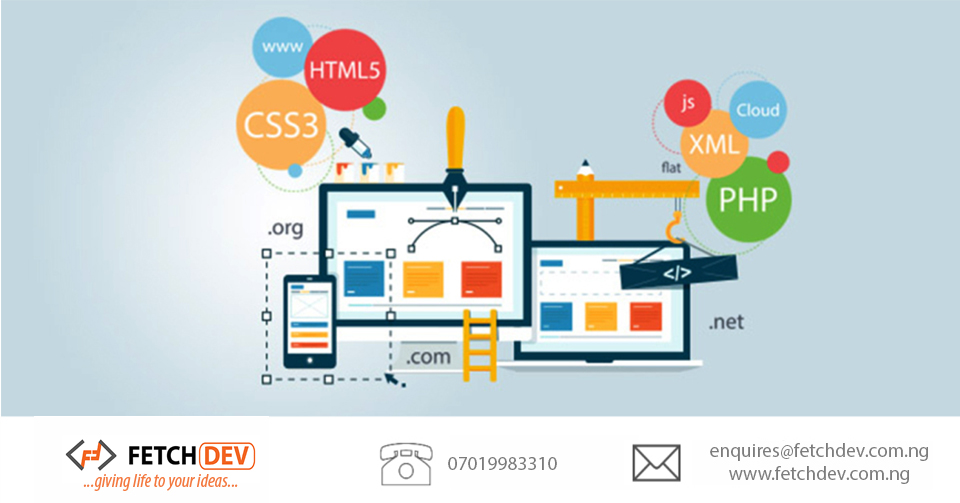 www
HTML5
CSS3
js
Cloud
XML
flat
PHP
.org
</>
.net
.com
FETCH DEV
...giving life to your ideas...
07019983310
enquires@fetchdev.com.ng
www.fetchdev.com.ng